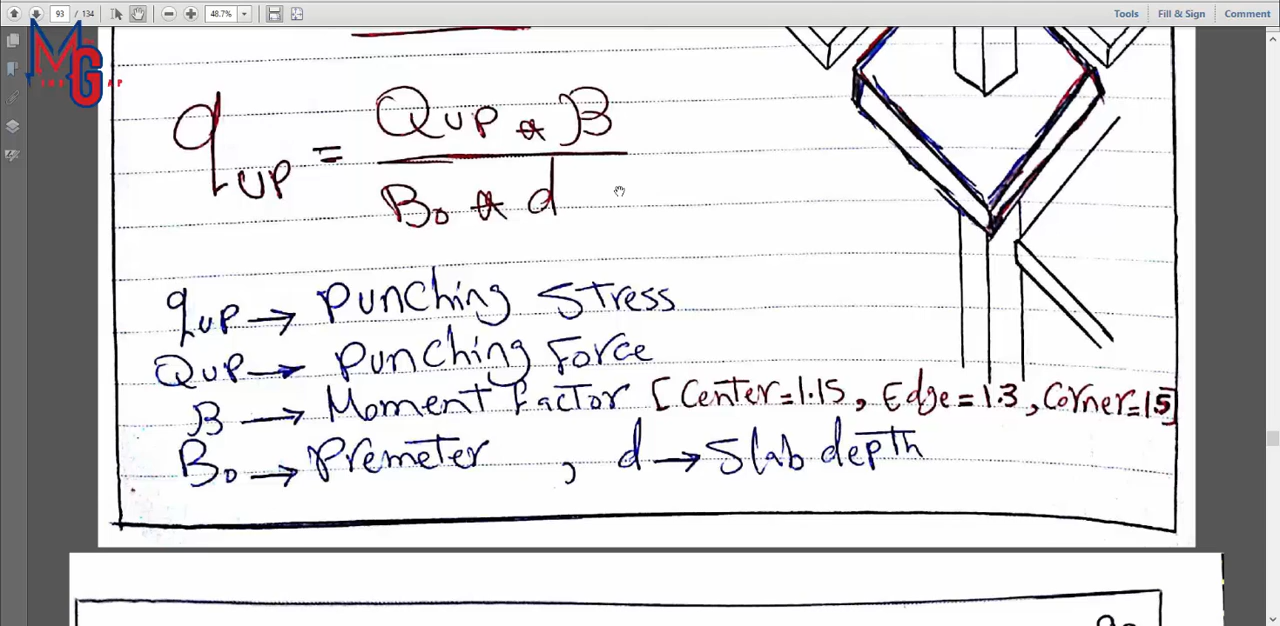 93 / 134
48.7%
Tools
Fill & Sign
Comment
MG
qup = Qup * B / Bo * d
qup → Punching Stress
Qup → Punching Force
B → Moment factor [Center=1.15, Edge=1.3, Corner=1.5]
Bo → Premeter , d → Slab depth